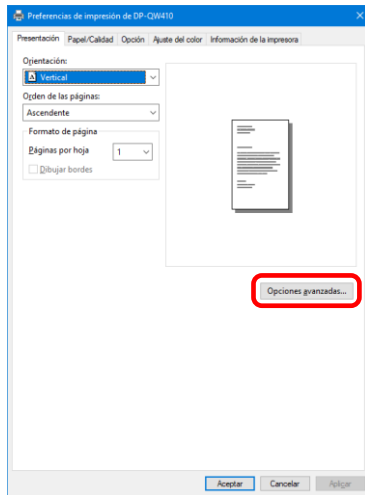 Preferencias de impresión de DP-QW410
Presentación Papel/Calidad Opción Ajuste del color Información de la impresora
Orientación:
Vertical
Orden de las páginas:
Ascendente
Formato de página
Páginas por hoja 1
Dibujar bordes
Opciones avanzadas...
Aceptar Cancelar Aplicar